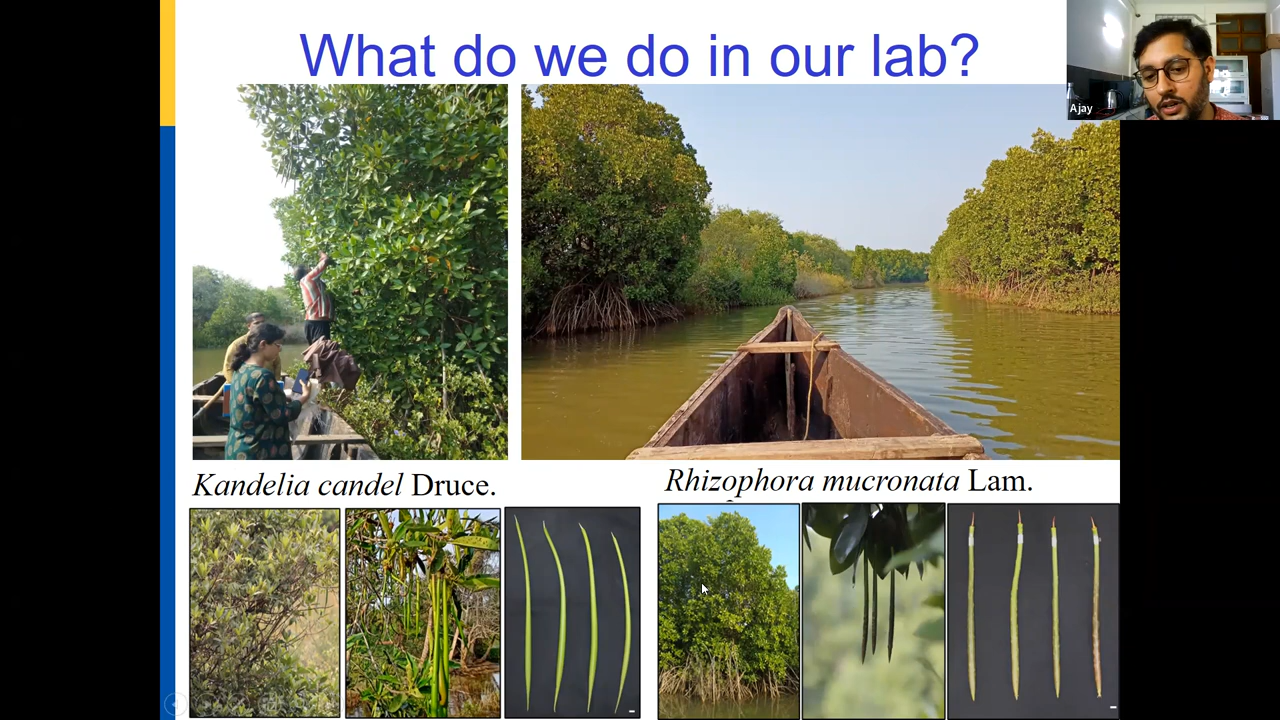 What do we do in our lab?
Ajay
Kandelia candel Druce.
Rhizophora mucronata Lam.